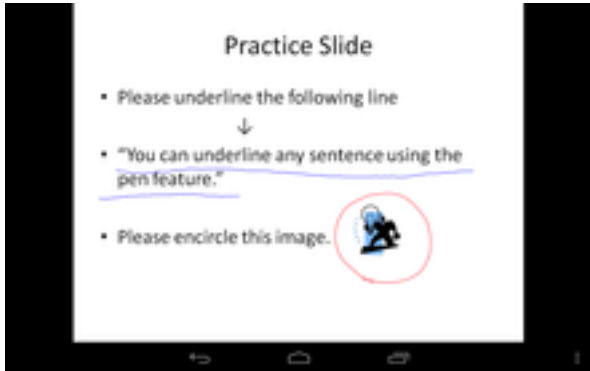 Practice Slide
• Please underline the following line
↓
• “You can underline any sentence using the
pen feature.”
• Please encircle this image.